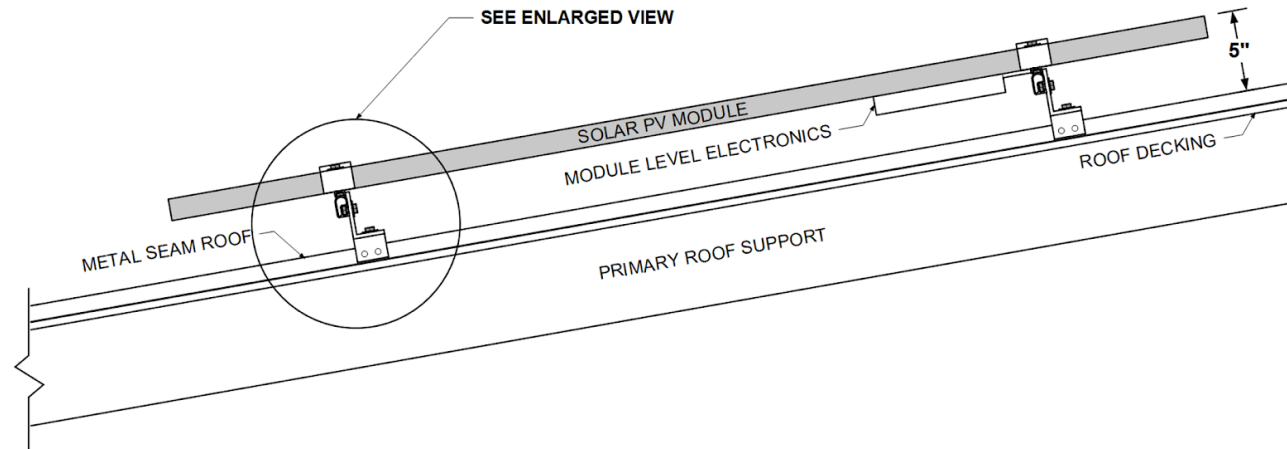 SEE ENLARGED VIEW
5"
SOLAR PV MODULE
MODULE LEVEL ELECTRONICS
ROOF DECKING
METAL SEAM ROOF
PRIMARY ROOF SUPPORT